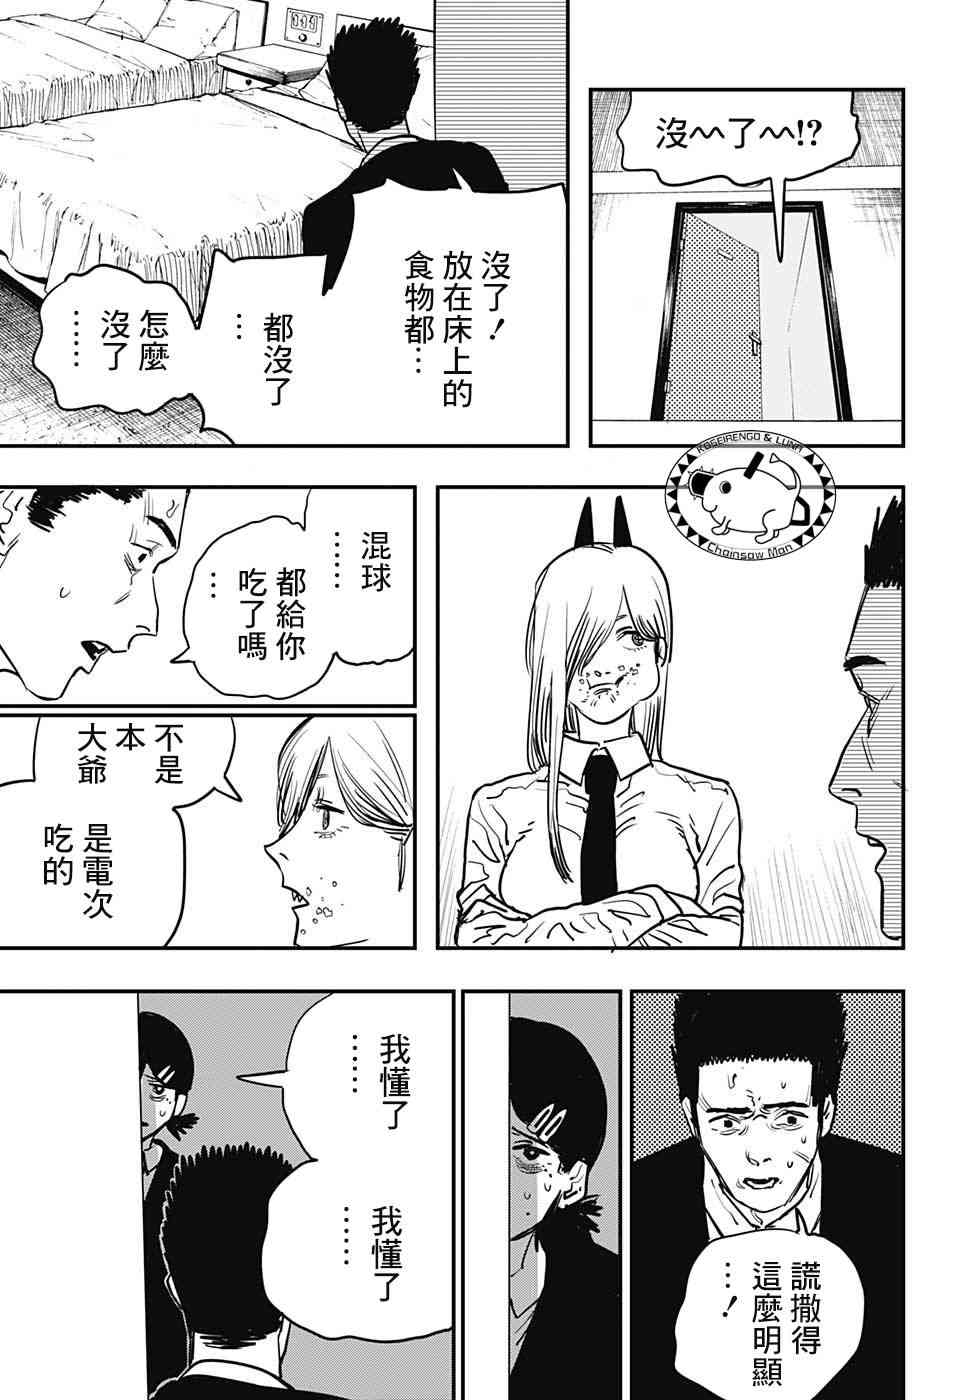 沒^^了^^!?
沒了!
放在床上的
食物都…
都沒了
…
怎麼
沒了
……
KOSEIRENGO & LUNA
Chainsaw Man
混球
……
都給你
吃了嗎
…
不是
本
大爺
是電次
吃的
謊撒得
這麼明顯
…!
我懂了
……
我懂了
……